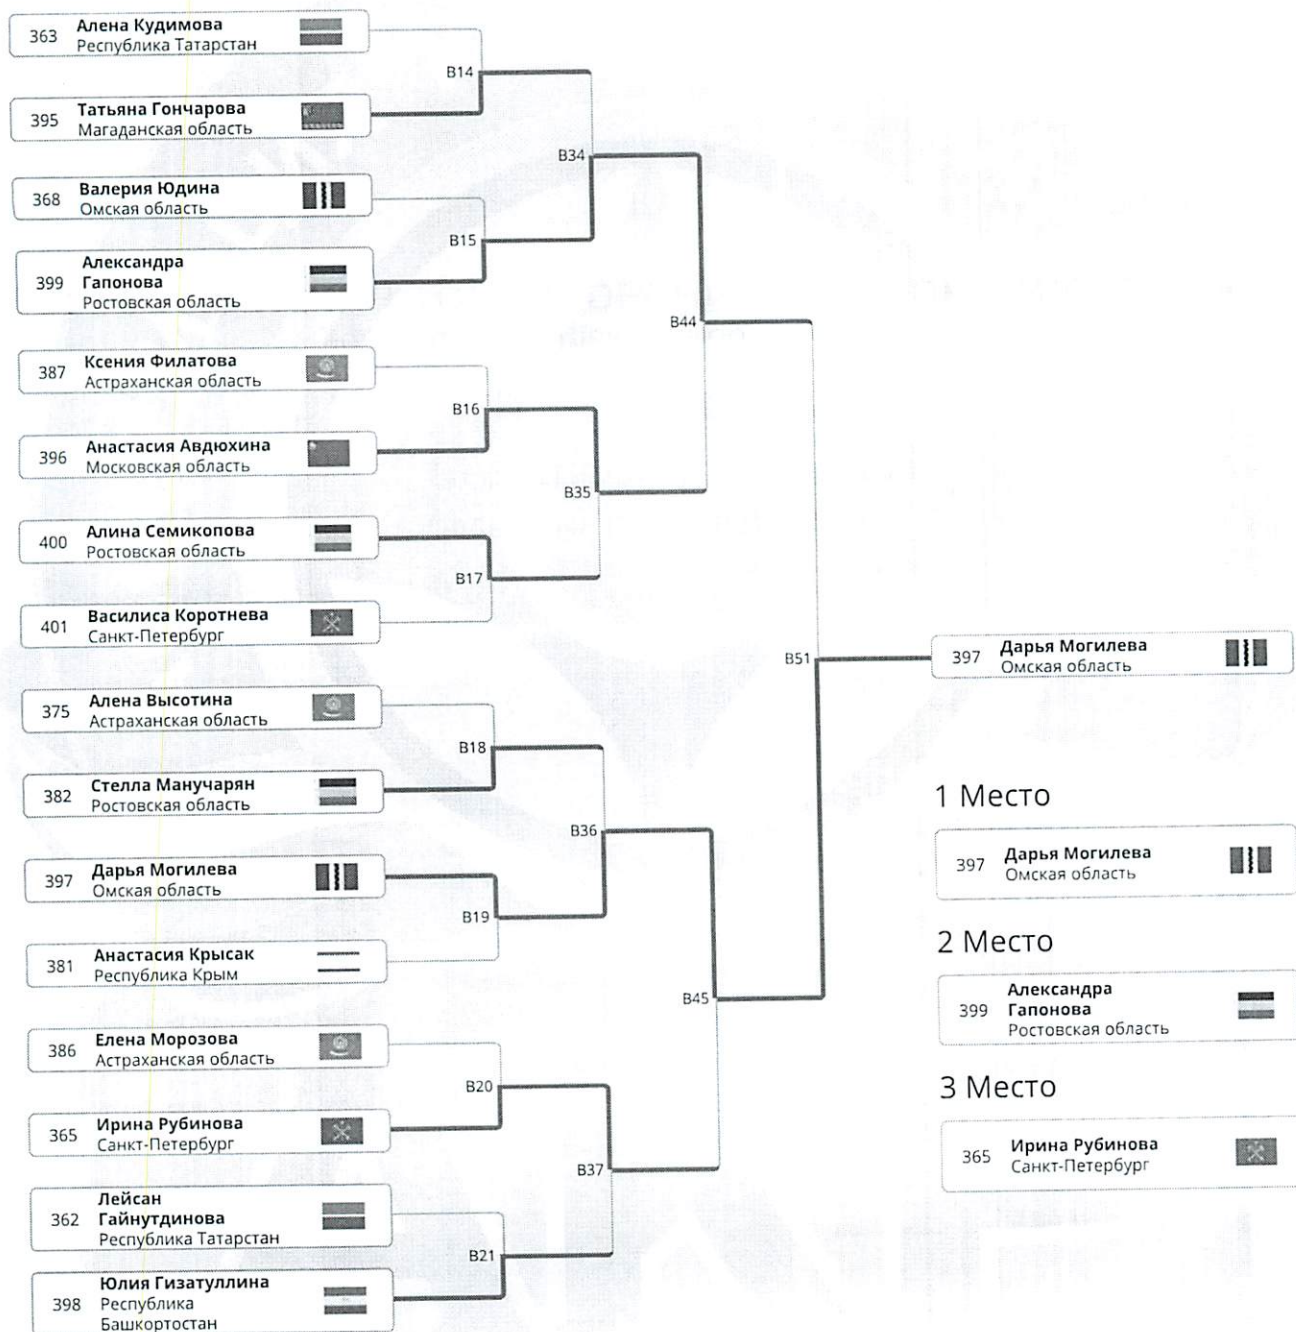 363 Алена Кудимова
Республика Татарстан
B14
395 Татьяна Гончарова
Магаданская область
B34
368 Валерия Юдина
Омская область
B15
399 Александра
Гапонова
Ростовская область
B44
387 Ксения Филатова
Астраханская область
B16
396 Анастасия Авдюхина
Московская область
B35
400 Алина Семикопова
Ростовская область
B17
401 Василиса Коротнева
Санкт-Петербург
B51
397 Дарья Могилева
Омская область
375 Алена Высотина
Астраханская область
B18
382 Стелла Манучарян
Ростовская область
B36
397 Дарья Могилева
Омская область
B19
381 Анастасия Крысак
Республика Крым
B45
386 Елена Морозова
Астраханская область
B20
365 Ирина Рубинова
Санкт-Петербург
B37
362 Лейсан
Гайнутдинова
Республика Татарстан
B21
398 Юлия Гизатуллина
Республика
Башкортостан
1 Место
397 Дарья Могилева
Омская область
2 Место
399 Александра
Гапонова
Ростовская область
3 Место
365 Ирина Рубинова
Санкт-Петербург